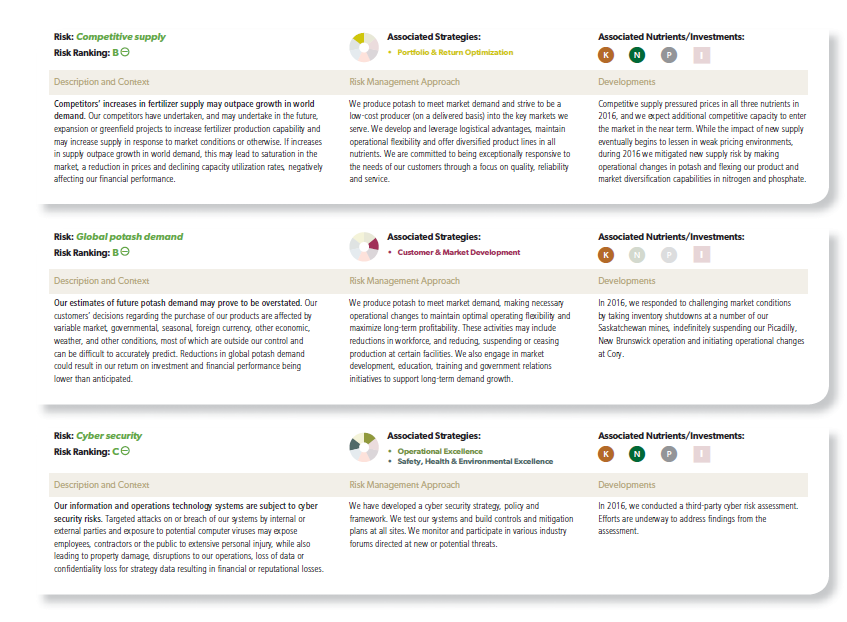 Risk: Competitive supply
Risk Ranking: B
Associated Strategies:
• Portfolio & Return Optimization
Associated Nutrients/Investments:
K N P I
Description and Context
Risk Management Approach
Developments
Competitors' increases in fertilizer supply may outpace growth in world
demand. Our competitors have undertaken, and may undertake in the future,
expansion or greenfield projects to increase fertilizer production capability and
may increase supply in response to market conditions or otherwise. If increases
in supply outpace growth in world demand, this may lead to saturation in the
market, a reduction in prices and declining capacity utilization rates, negatively
affecting our financial performance.
We produce potash to meet market demand and strive to be a
low-cost producer (on a delivered basis) into the key markets we
serve. We develop and leverage logistical advantages, maintain
operational flexibility and offer diversified product lines in all
nutrients. We are committed to being exceptionally responsive to
the needs of our customers through a focus on quality, reliability
and service.
Competitive supply pressured prices in all three nutrients in
2016, and we expect additional competitive capacity to enter
the market in the near term. While the impact of new supply
eventually begins to lessen in weak pricing environments,
during 2016 we mitigated new supply risk by making
operational changes in potash and flexing our product and
market diversification capabilities in nitrogen and phosphate.
Risk: Global potash demand
Risk Ranking: B
Associated Strategies:
• Customer & Market Development
Associated Nutrients/Investments:
K N P I
Description and Context
Risk Management Approach
Developments
Our estimates of future potash demand may prove to be overstated. Our
customers' decisions regarding the purchase of our products are affected by
variable market, governmental, seasonal, foreign currency, other economic,
weather, and other conditions, most of which are outside our control and
can be difficult to accurately predict. Reductions in global potash demand
could result in our return on investment and financial performance being
lower than anticipated.
We produce potash to meet market demand, making necessary
operational changes to maintain optimal operating flexibility and
maximize long-term profitability. These activities may include
reductions in workforce, and reducing, suspending or ceasing
production at certain facilities. We also engage in market
development, education, training and government relations
initiatives to support long-term demand growth.
In 2016, we responded to challenging market conditions
by taking inventory shutdowns at a number of our
Saskatchewan mines, indefinitely suspending our Picadilly,
New Brunswick operation and initiating operational changes
at Cory.
Risk: Cyber security
Risk Ranking: C
Associated Strategies:
• Operational Excellence
• Safety, Health & Environmental Excellence
Associated Nutrients/Investments:
K N P I
Description and Context
Risk Management Approach
Developments
Our information and operations technology systems are subject to cyber
security risks. Targeted attacks on or breach of our systems by internal or
external parties and exposure to potential computer viruses may expose
employees, contractors or the public to extensive personal injury, while also
leading to property damage, disruptions to our operations, loss of data or
confidentiality loss for strategy data resulting in financial or reputational losses.
We have developed a cyber security strategy, policy and
framework. We test our systems and build controls and mitigation
plans at all sites. We monitor and participate in various industry
forums directed at new or potential threats.
In 2016, we conducted a third-party cyber risk assessment.
Efforts are underway to address findings from the
assessment.